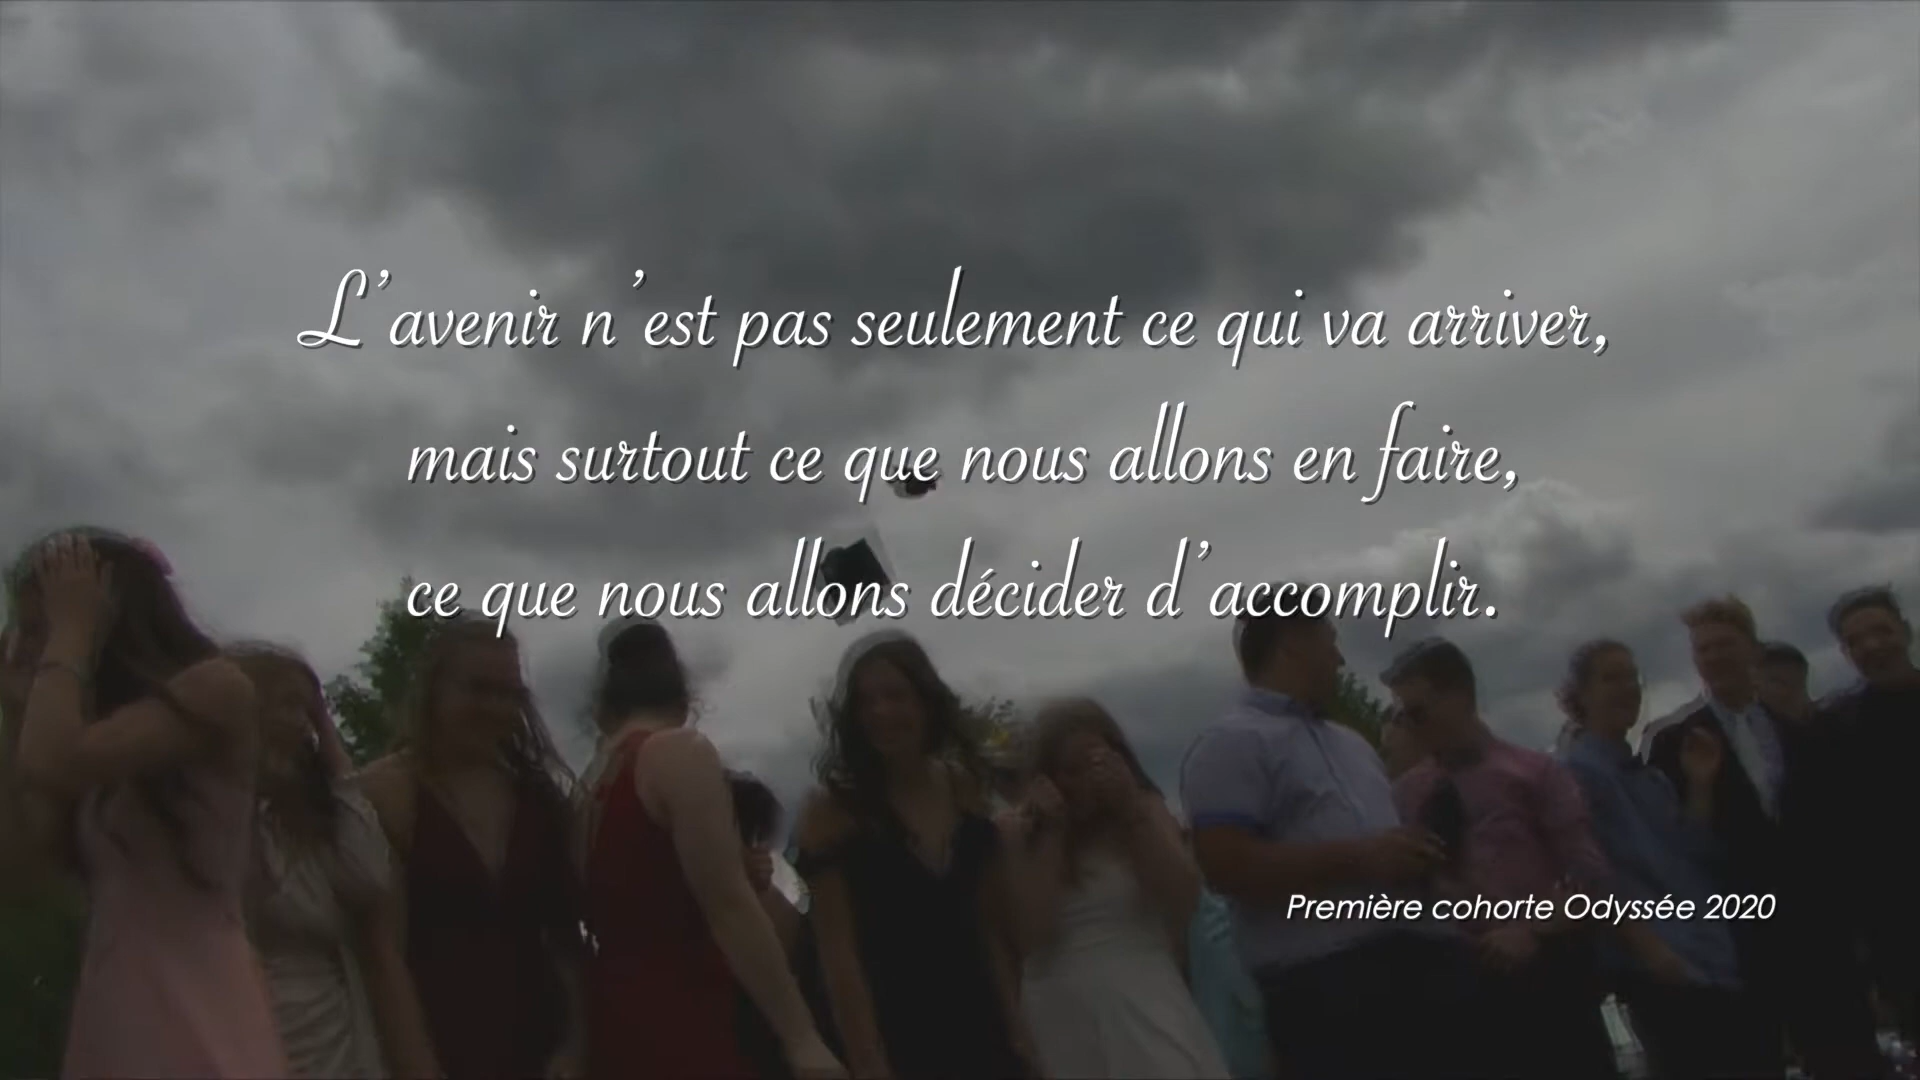 L'avenir n'est pas seulement ce qui va arriver,
mais surtout ce que nous allons en faire,
ce que nous allons décider d'accomplir.
Première cohorte Odyssée 2020